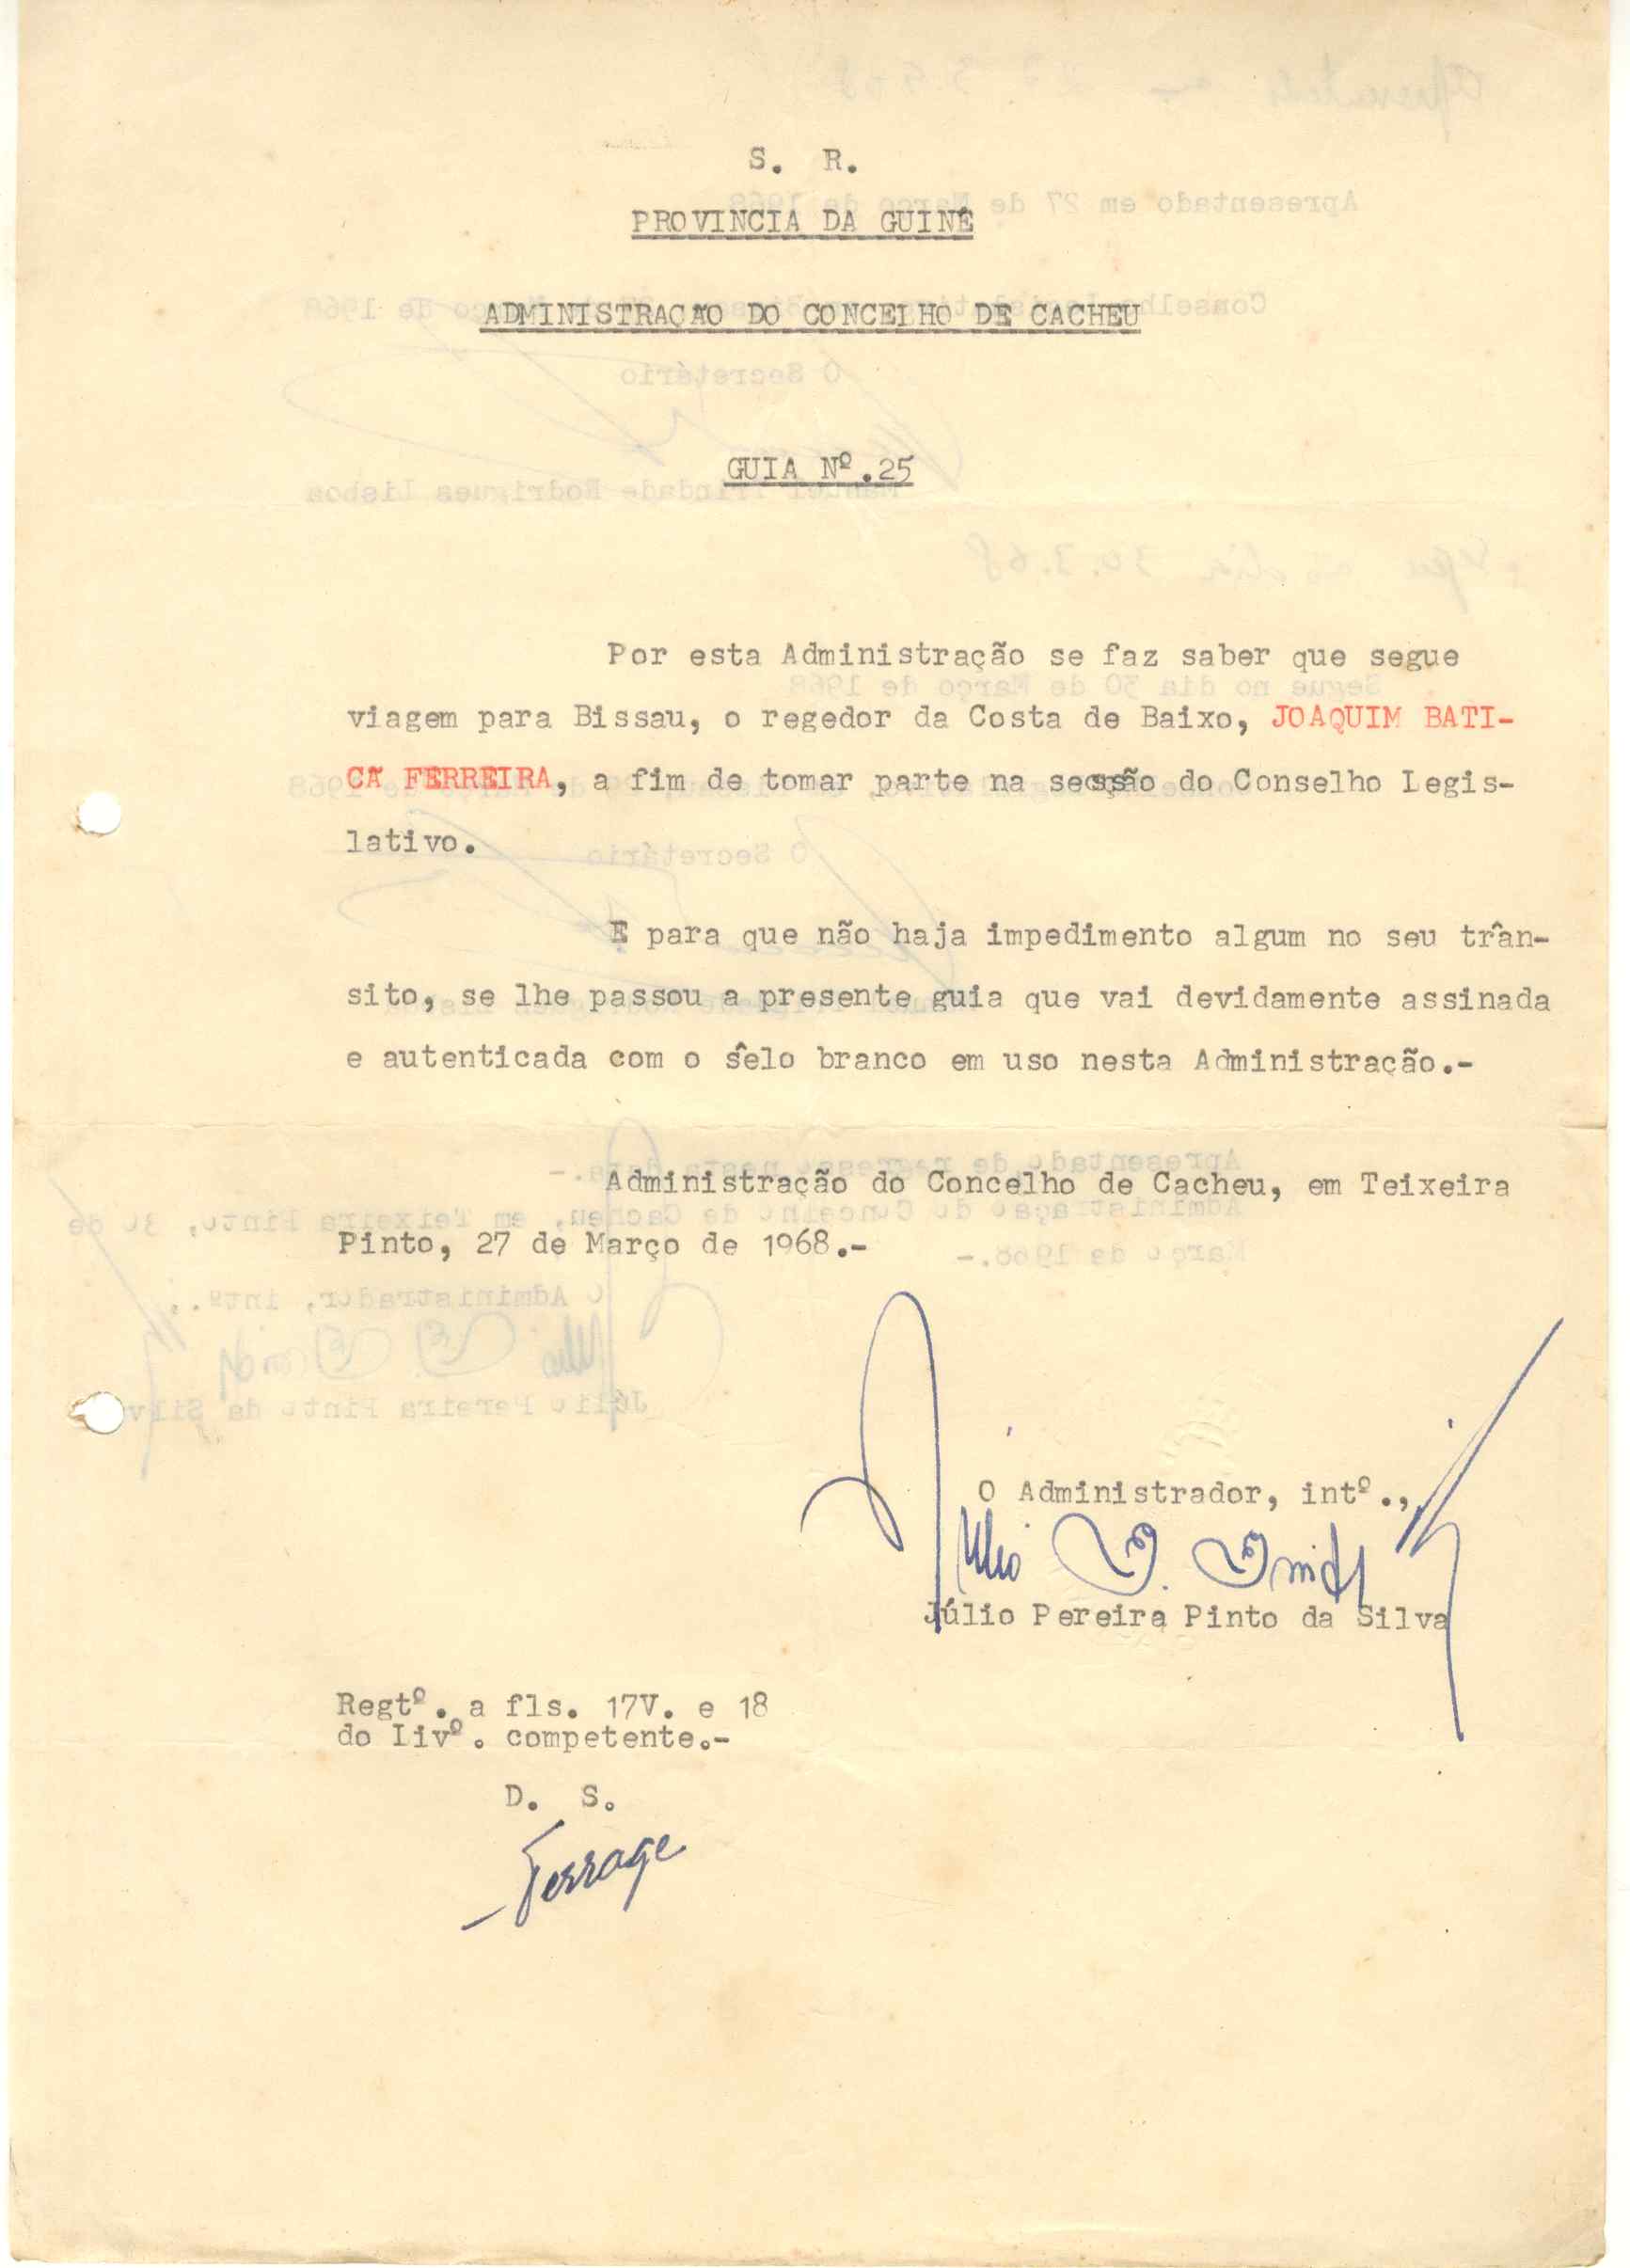 S. R.
PROVINCIA DA GUINÉ
ADMINISTRAÇÃO DO CONCELHO DE CACHEU
GUIA Nº.25
Por esta Administração se faz saber que segue
viagem para Bissau, o regedor da Costa de Baixo, JOAQUIM BATI-
CÃ FERREIRA, a fim de tomar parte na sessão do Conselho Legis-
lativo.
E para que não haja impedimento algum no seu trân-
sito, se lhe passou a presente guia que vai devidamente assinada
e autenticada com o sêlo branco em uso nesta Administração.-
Administração do Concelho de Cacheu, em Teixeira
Pinto, 27 de Março de 1968.-
O Administrador, intº.,
Júlio Pereira Pinto da Silva
Regtº. a fls. 17V. e 18
do Livº. competente.-
D. S.